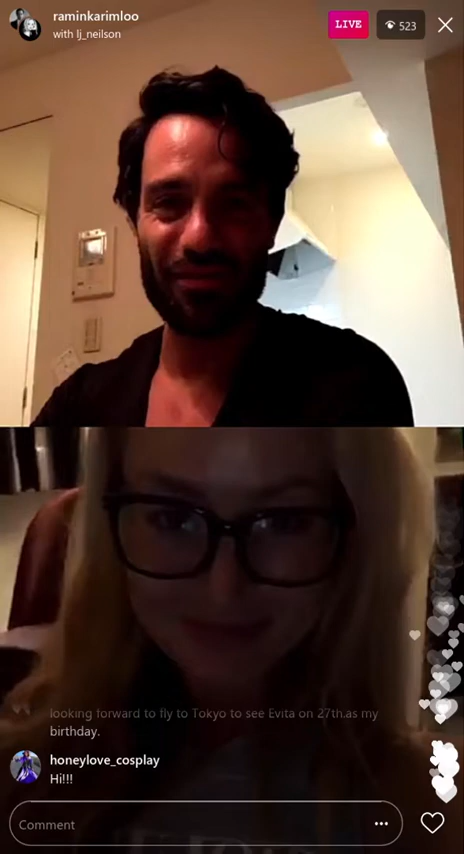 raminkarimloo
with lj_neilson
LIVE
523
looking forward to fly to Tokyo to see Evita on 27th.as my
birthday.
honeylove_cosplay
Hi!!!
Comment